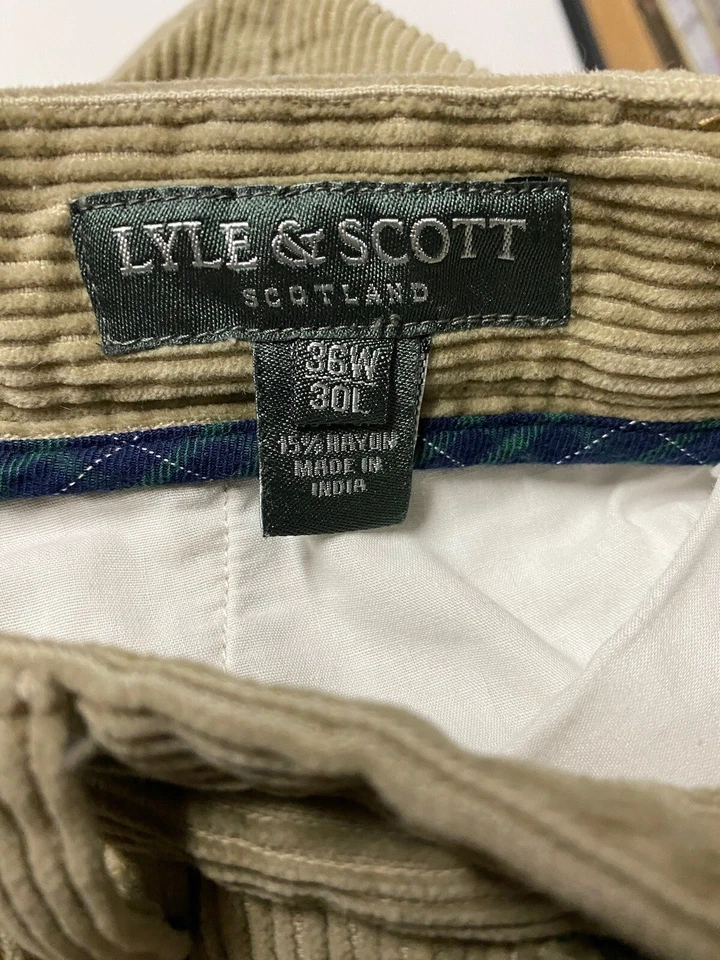 LYLE & SCOTT
SCOTLAND
36W
30L
15% RAYON
MADE IN
INDIA